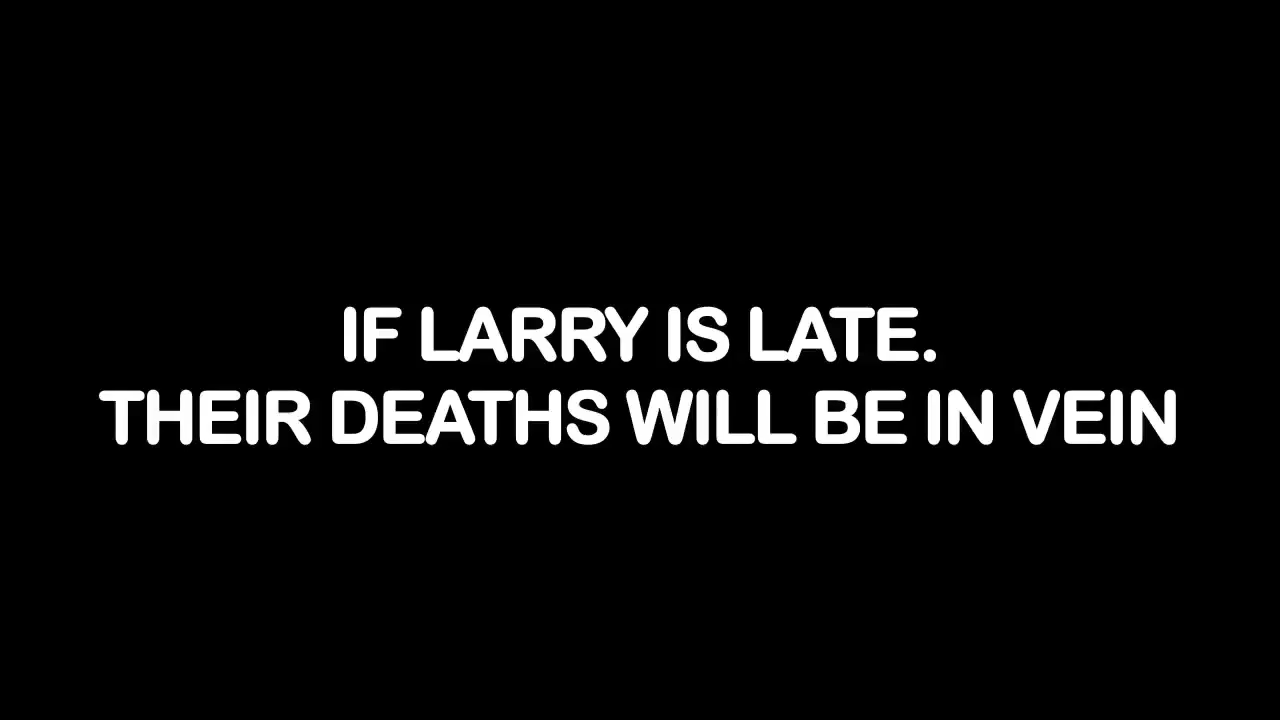 IF LARRY IS LATE.
THEIR DEATHS WILL BE IN VEIN